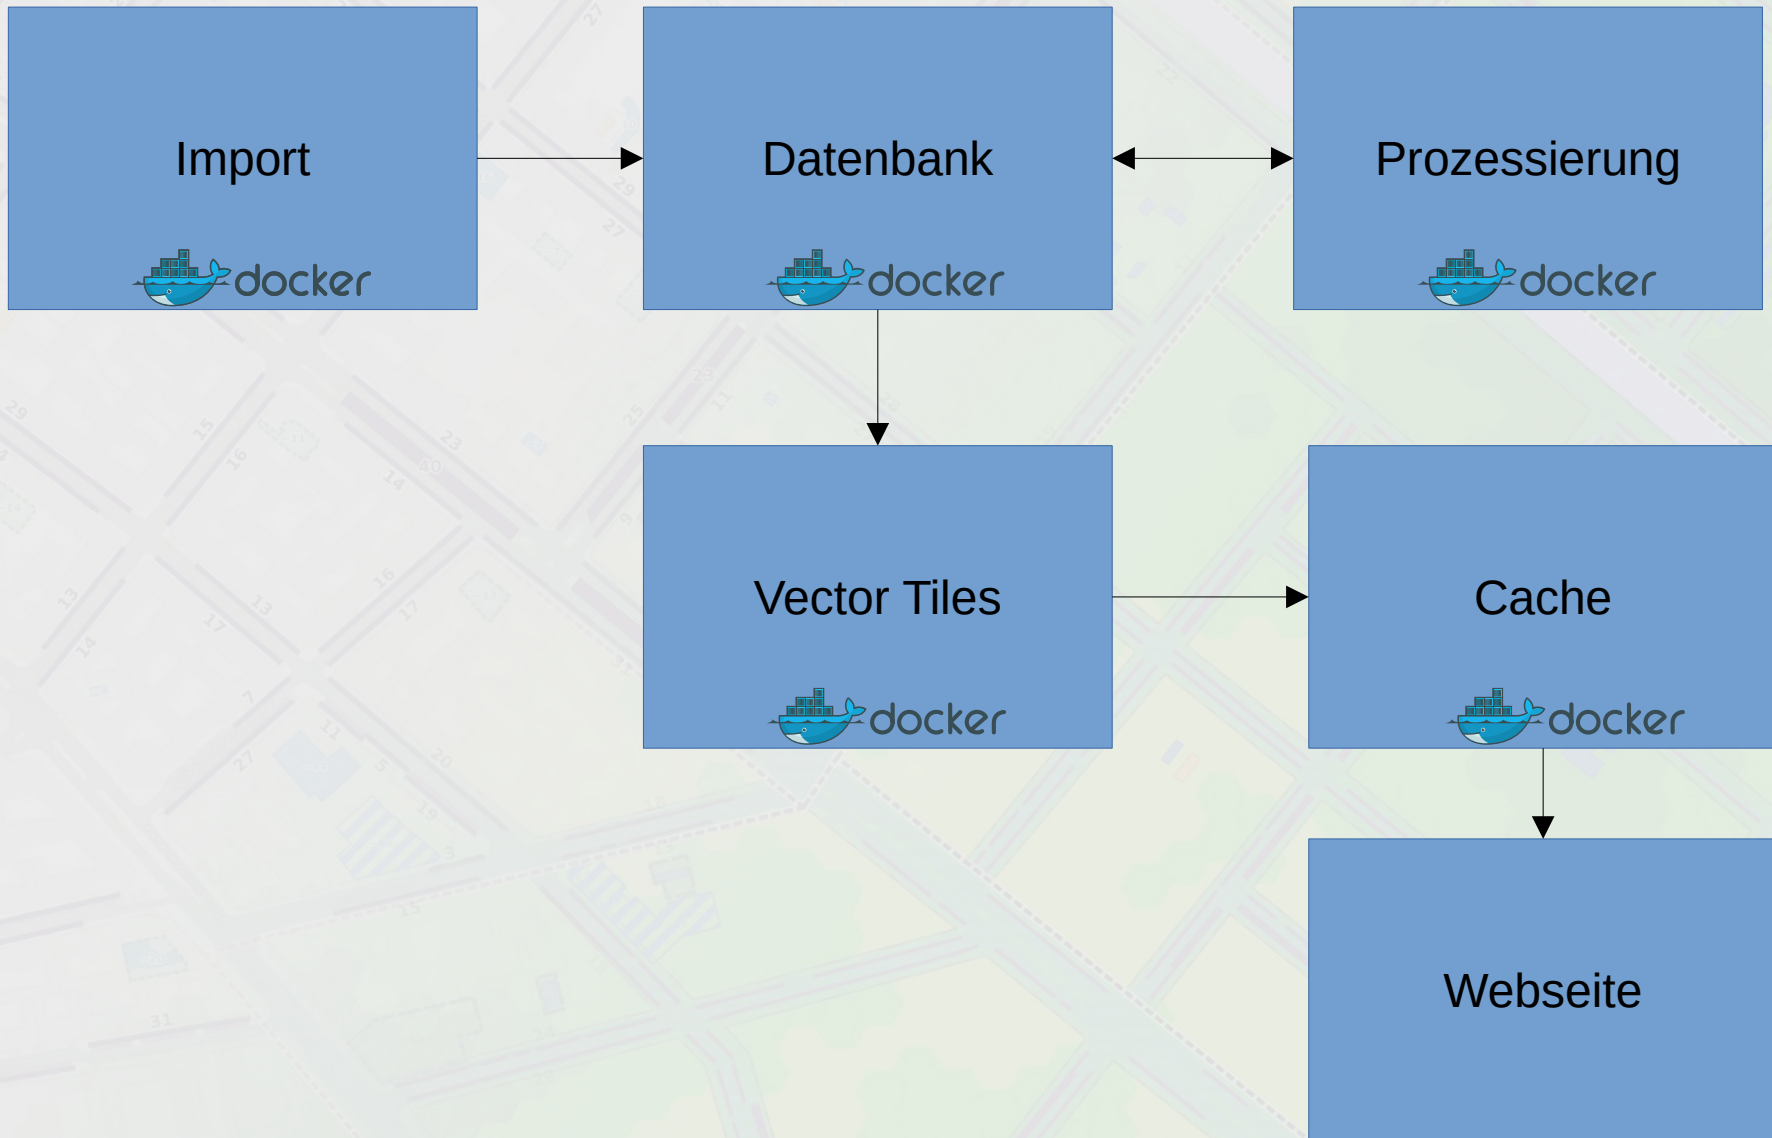 Import
Datenbank
Prozessierung
docker
docker
docker
Vector Tiles
Cache
docker
docker
Webseite